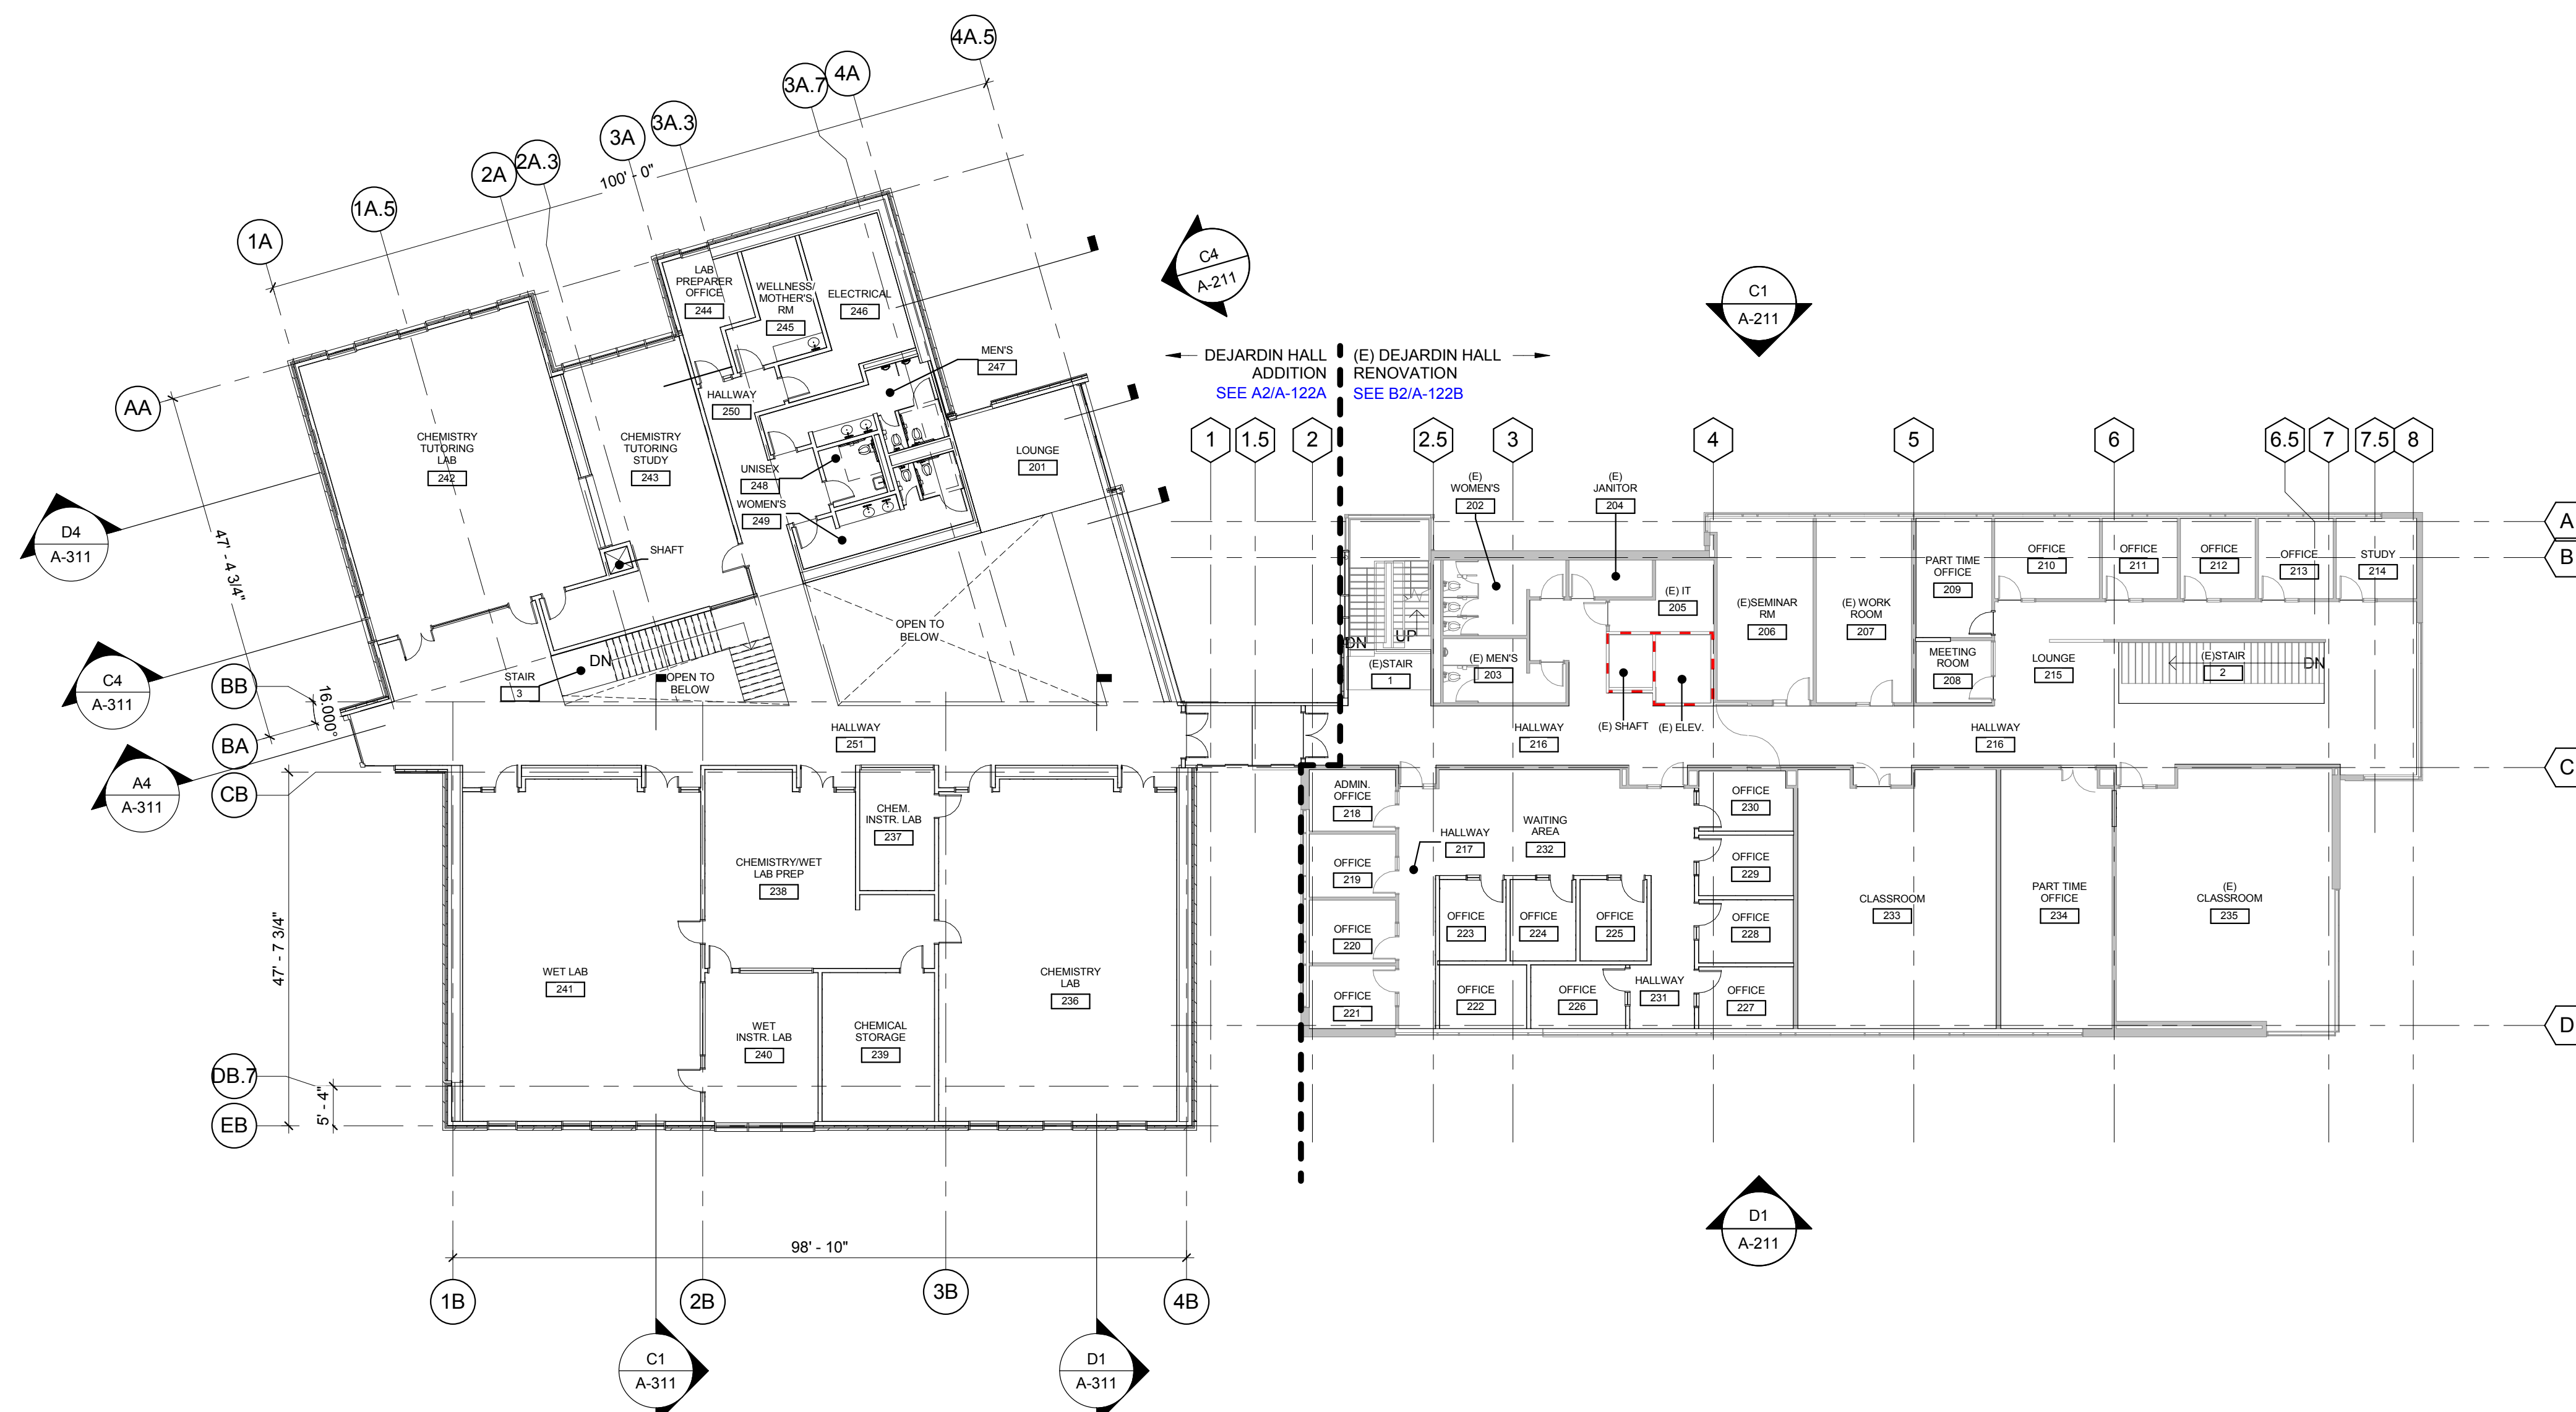 4A.5
4A
3A.7
3A.3
3A
2A.3
2A
1A.5
1A
100' - 0"
AA
47' - 4 3/4"
BB
16.000°
BA
CB
47' - 7 3/4"
DB.7
5' - 4"
EB
98' - 10"
1B
2B
3B
4B
D4
A-311
C4
A-311
A4
A-311
C1
A-311
D1
A-311
C4
A-211
C1
A-211
D1
A-211
DEJARDIN HALL
ADDITION
SEE A2/A-122A
(E) DEJARDIN HALL
RENOVATION
SEE B2/A-122B
1
1.5
2
2.5
3
4
5
6
6.5
7
7.5
8
A
B
C
D
LAB
PREPARER
OFFICE
244
WELLNESS/
MOTHER'S
RM
245
ELECTRICAL
246
MEN'S
247
HALLWAY
250
CHEMISTRY
TUTORING
LAB
242
CHEMISTRY
TUTORING
STUDY
243
UNISEX
248
WOMEN'S
249
LOUNGE
201
SHAFT
OPEN TO
BELOW
DN
STAIR
3
OPEN TO
BELOW
HALLWAY
251
CHEM.
INSTR. LAB
237
CHEMISTRY/WET
LAB PREP
238
WET LAB
241
WET
INSTR. LAB
240
CHEMICAL
STORAGE
239
CHEMISTRY
LAB
236
(E)
WOMEN'S
202
(E)
JANITOR
204
(E) IT
205
DN
UP
(E)STAIR
1
(E) MEN'S
203
(E) SHAFT
(E) ELEV.
HALLWAY
216
(E)SEMINAR
RM
206
(E) WORK
ROOM
207
PART TIME
OFFICE
209
MEETING
ROOM
208
OFFICE
210
OFFICE
211
OFFICE
212
OFFICE
213
STUDY
214
LOUNGE
215
(E)STAIR
2
DN
HALLWAY
216
ADMIN.
OFFICE
218
OFFICE
219
OFFICE
220
OFFICE
221
HALLWAY
217
WAITING
AREA
232
OFFICE
223
OFFICE
224
OFFICE
225
OFFICE
222
OFFICE
226
HALLWAY
231
OFFICE
230
OFFICE
229
OFFICE
228
OFFICE
227
CLASSROOM
233
PART TIME
OFFICE
234
(E)
CLASSROOM
235